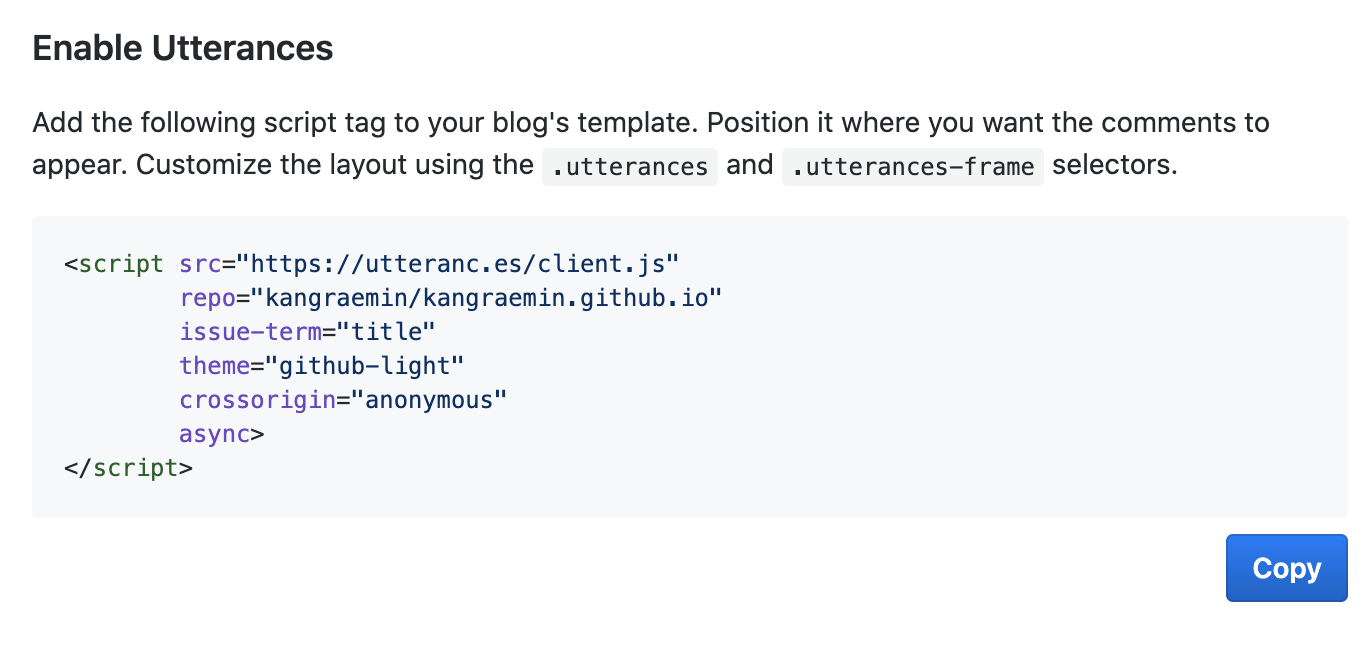 Enable Utterances
Add the following script tag to your blog's template. Position it where you want the comments to
appear. Customize the layout using the .utterances and .utterances-frame selectors.
<script src="https://utteranc.es/client.js"
        repo="kangraemin/kangraemin.github.io"
        issue-term="title"
        theme="github-light"
        crossorigin="anonymous"
        async>
</script>
Copy